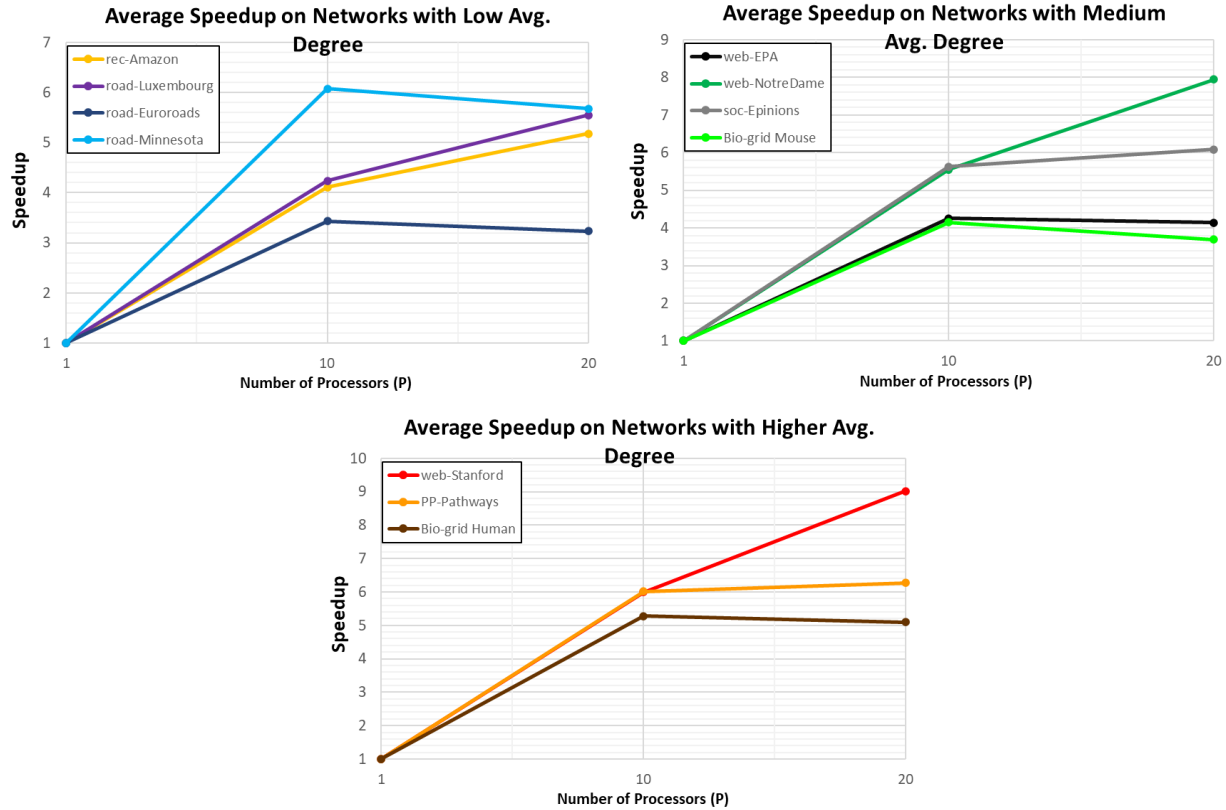 Average Speedup on Networks with Low Avg.
Degree
7
6
5
4
3
2
1
Speedup
rec-Amazon
road-Luxembourg
road-Euroroads
road-Minnesota
1
10
20
Number of Processors (P)
Average Speedup on Networks with Medium
Avg. Degree
9
8
7
6
5
4
3
2
1
Speedup
web-EPA
web-NotreDame
soc-Epinions
Bio-grid Mouse
1
10
20
Number of Processors (P)
Average Speedup on Networks with Higher Avg.
Degree
10
9
8
7
6
5
4
3
2
1
Speedup
web-Stanford
PP-Pathways
Bio-grid Human
1
10
20
Number of Processors (P)